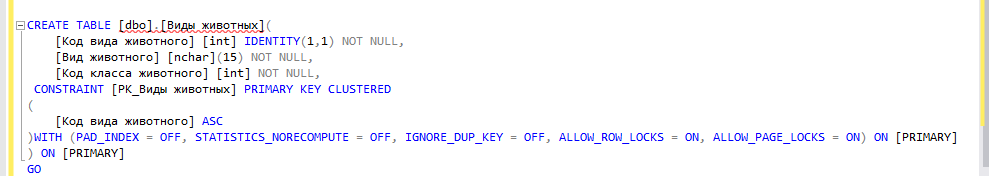 CREATE TABLE [dbo].[Виды животных](
[Код вида животного] [int] IDENTITY(1,1) NOT NULL,
[Вид животного] [nchar](15) NOT NULL,
[Код класса животного] [int] NOT NULL,
CONSTRAINT [PK_Виды животных] PRIMARY KEY CLUSTERED
(
[Код вида животного] ASC
)WITH (PAD_INDEX = OFF, STATISTICS_NORECOMPUTE = OFF, IGNORE_DUP_KEY = OFF, ALLOW_ROW_LOCKS = ON, ALLOW_PAGE_LOCKS = ON) ON [PRIMARY]
) ON [PRIMARY]
GO